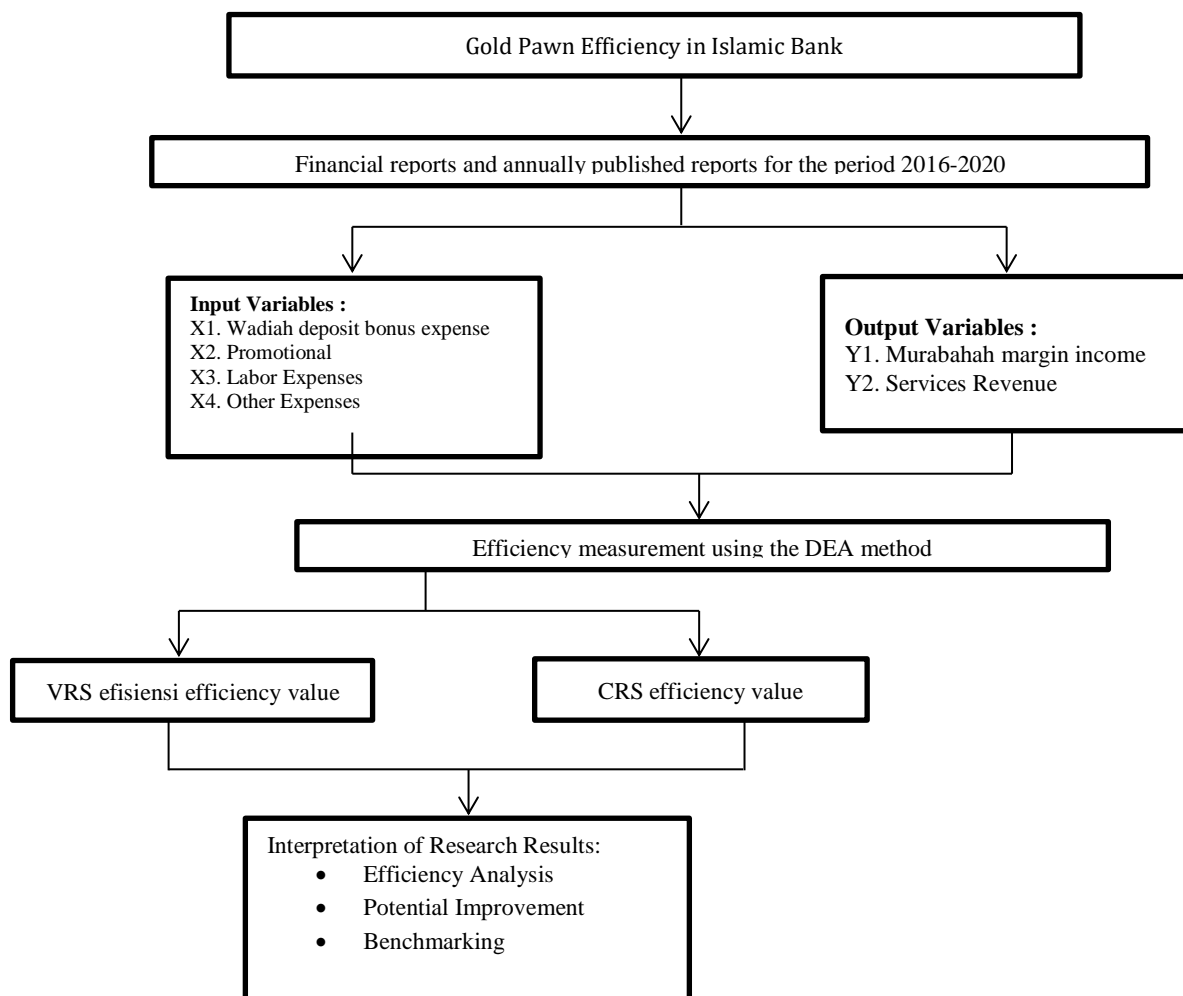 Gold Pawn Efficiency in Islamic Bank
Financial reports and annually published reports for the period 2016-2020
Input Variables :
X1. Wadiah deposit bonus expense
X2. Promotional
X3. Labor Expenses
X4. Other Expenses
Output Variables :
Y1. Murabahah margin income
Y2. Services Revenue
Efficiency measurement using the DEA method
VRS efisiensi efficiency value
CRS efficiency value
Interpretation of Research Results:
• Efficiency Analysis
• Potential Improvement
• Benchmarking